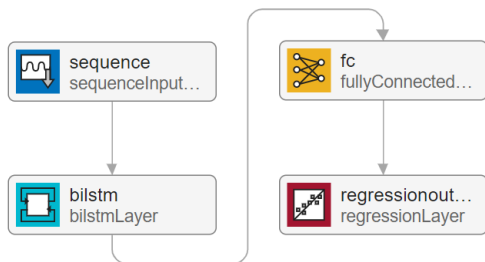 sequence
sequenceInput...
bilstm
bilstmLayer
fc
fullyConnected...
regressionout...
regressionLayer